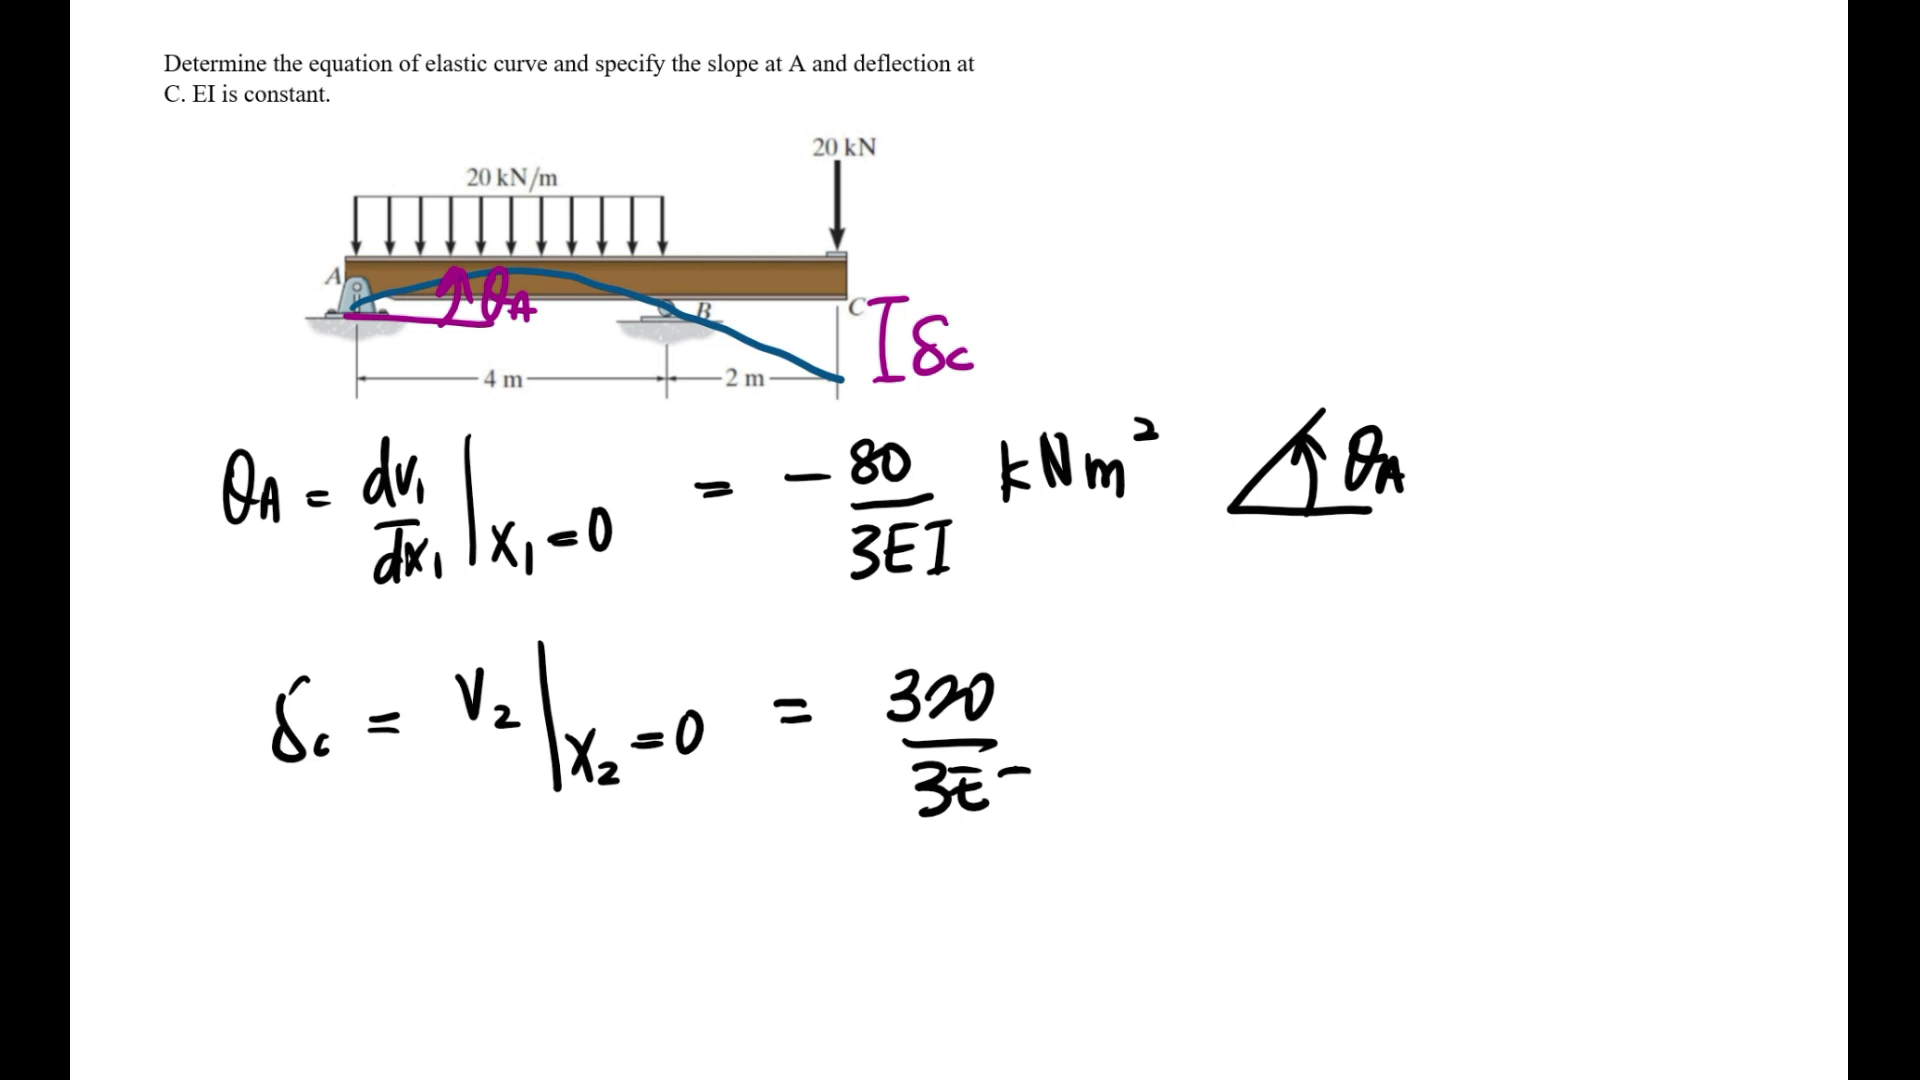 Determine the equation of elastic curve and specify the slope at A and deflection at
C. EI is constant.
20 kN
20 kN/m
A
θA
B
C
I δc
4 m
2 m
θA = dv₁/dx₁ |x₁=0 = - 80/3EI kNm² θA
δc = v₂ |x₂=0 = 320/3E